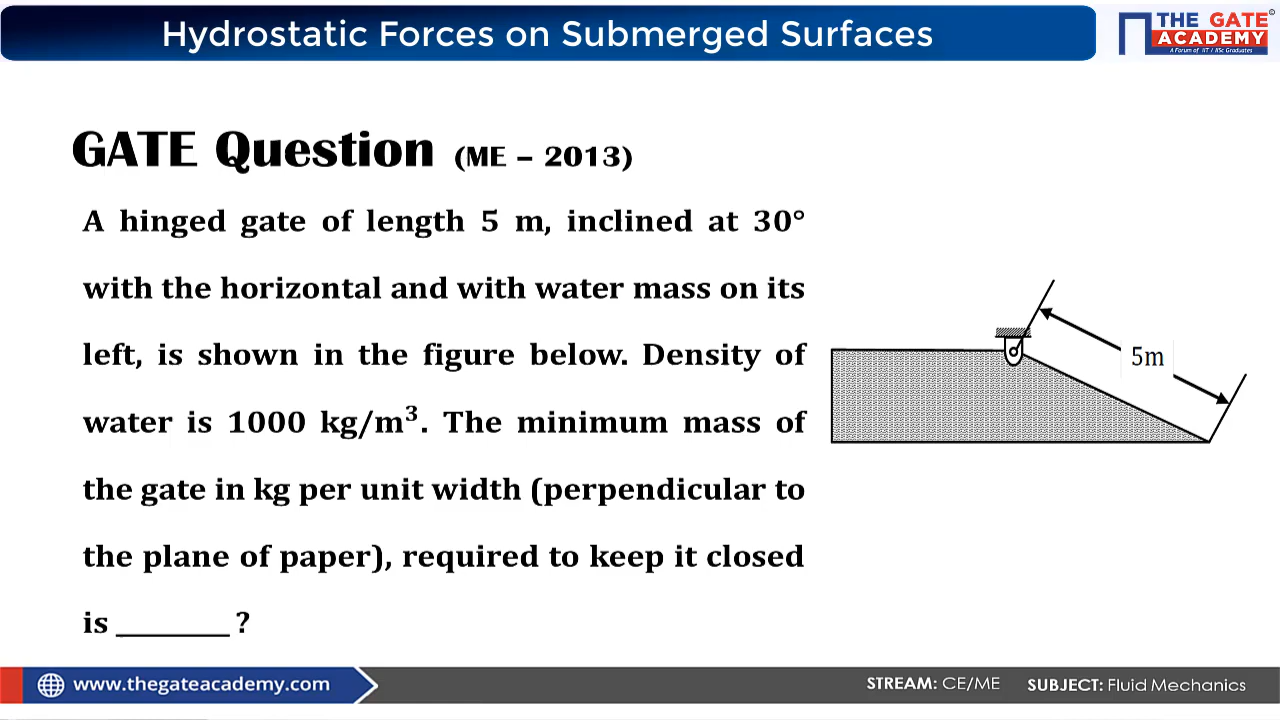 Hydrostatic Forces on Submerged Surfaces
THE GATE ACADEMY
©
A Forum of IIT / IISc Graduates
GATE Question (ME – 2013)
A hinged gate of length 5 m, inclined at 30°
with the horizontal and with water mass on its
left, is shown in the figure below. Density of
water is 1000 kg/m³. The minimum mass of
the gate in kg per unit width (perpendicular to
the plane of paper), required to keep it closed
is ________ ?
5m
www.thegateacademy.com
STREAM: CE/ME
SUBJECT: Fluid Mechanics